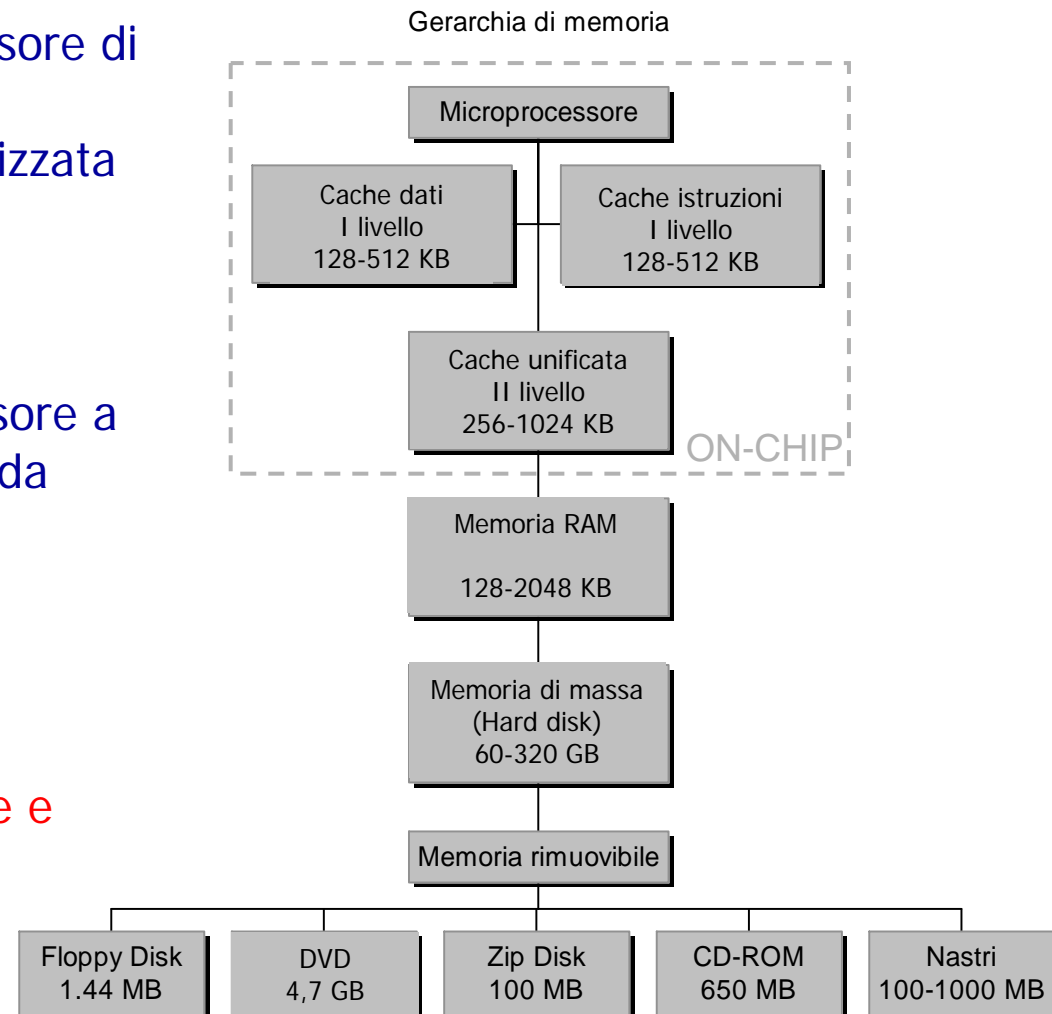 Gerarchia di memoria
sore di
izzata
sore a
da
e e
Microprocessore
Cache dati
I livello
128-512 KB
Cache istruzioni
I livello
128-512 KB
Cache unificata
II livello
256-1024 KB
ON-CHIP
Memoria RAM
128-2048 KB
Memoria di massa
(Hard disk)
60-320 GB
Memoria rimuovibile
Floppy Disk
1.44 MB
DVD
4,7 GB
Zip Disk
100 MB
CD-ROM
650 MB
Nastri
100-1000 MB